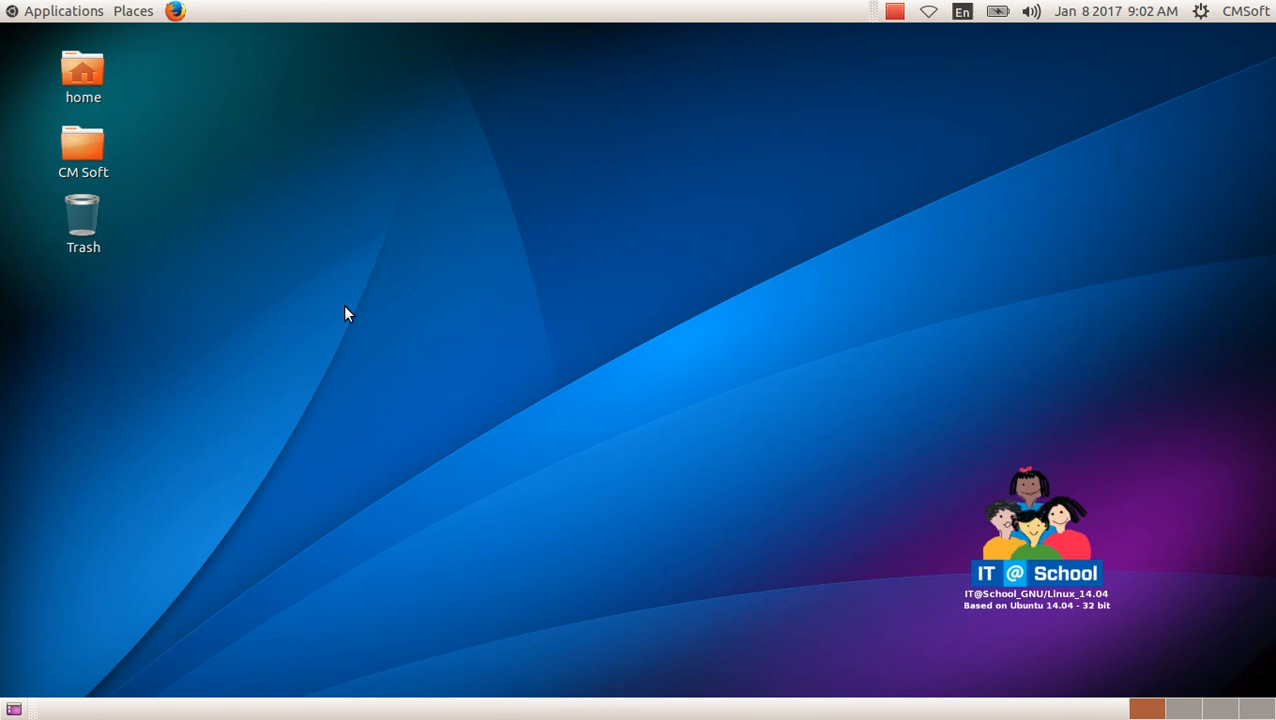 Applications Places En Jan 8 2017 9:02 AM CMSoft
home
CM Soft
Trash
IT @ School
IT@School_GNU/Linux_14.04
Based on Ubuntu 14.04 - 32 bit